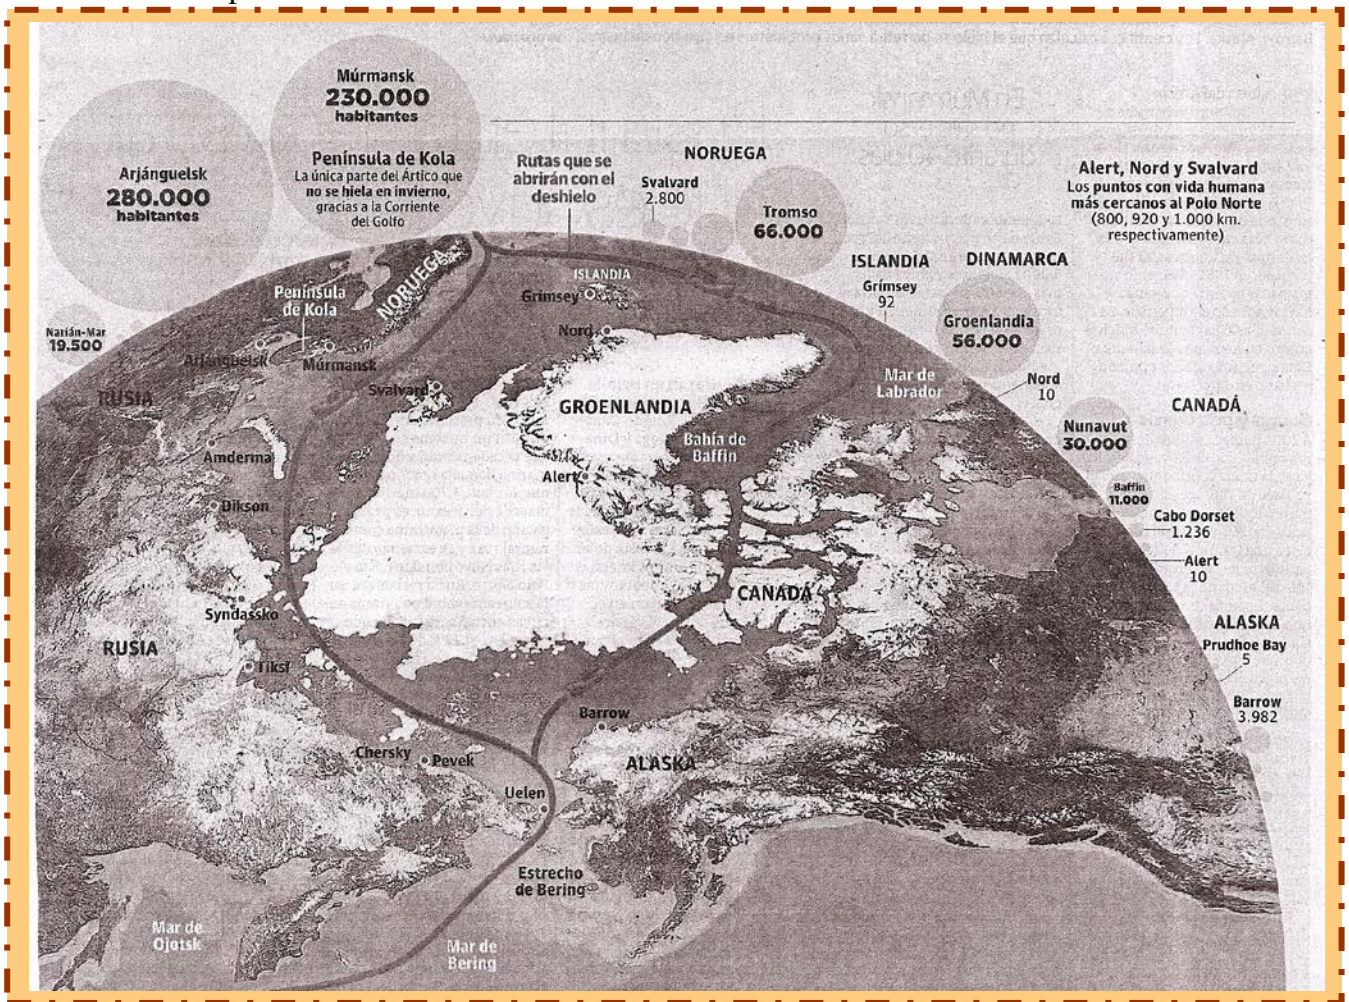 Múrmansk
230.000
habitantes
Península de Kola
La única parte del Ártico que
no se hiela en invierno,
gracias a la Corriente
del Golfo
Arjánguelsk
280.000
habitantes
Narián-Mar
19.500
Rutas que se
abrirán con el
deshielo
NORUEGA
Svalvard
2.800
Tromso
66.000
Alert, Nord y Svalvard
Los puntos con vida humana
más cercanos al Polo Norte
(800, 920 y 1.000 km.
respectivamente)
ISLANDIA
Grímsey
92
DINAMARCA
Groenlandia
56.000
Nord
10
CANADÁ
Nunavut
30.000
Baffin
11.000
Cabo Dorset
1.236
Alert
10
ALASKA
Prudhoe Bay
5
Barrow
3.982
NORUEGA
Península
de Kola
Arjánguelsk
Múrmansk
Svalvard
ISLANDIA
Grimsey
Nord
RUSIA
GROENLANDIA
Mar de
Labrador
Bahía de
Baffin
Alert
Amderma
Dikson
Syndassko
CANADÁ
RUSIA
Tiksi
Barrow
Chersky
Pevek
ALASKA
Uelen
Estrecho
de Bering
Mar de
Ojotsk
Mar de
Bering